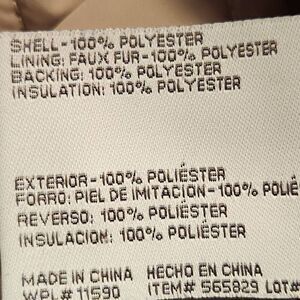 SHELL-100% POLYESTER
LINING: FAUX FUR-100% POLYESTER
BACKING: 100% POLYESTER
INSULATION: 100% POLYESTER
EXTERIOR-100% POLIÉSTER
FORRO: PIEL DE IMITACION-100% POLIÉ
REVERSO: 100% POLIÉSTER
INSULACION: 100% POLIÉSTER
MADE IN CHINA HECHO EN CHINA
WPL# 11590 ITEM# 565829 LOT#